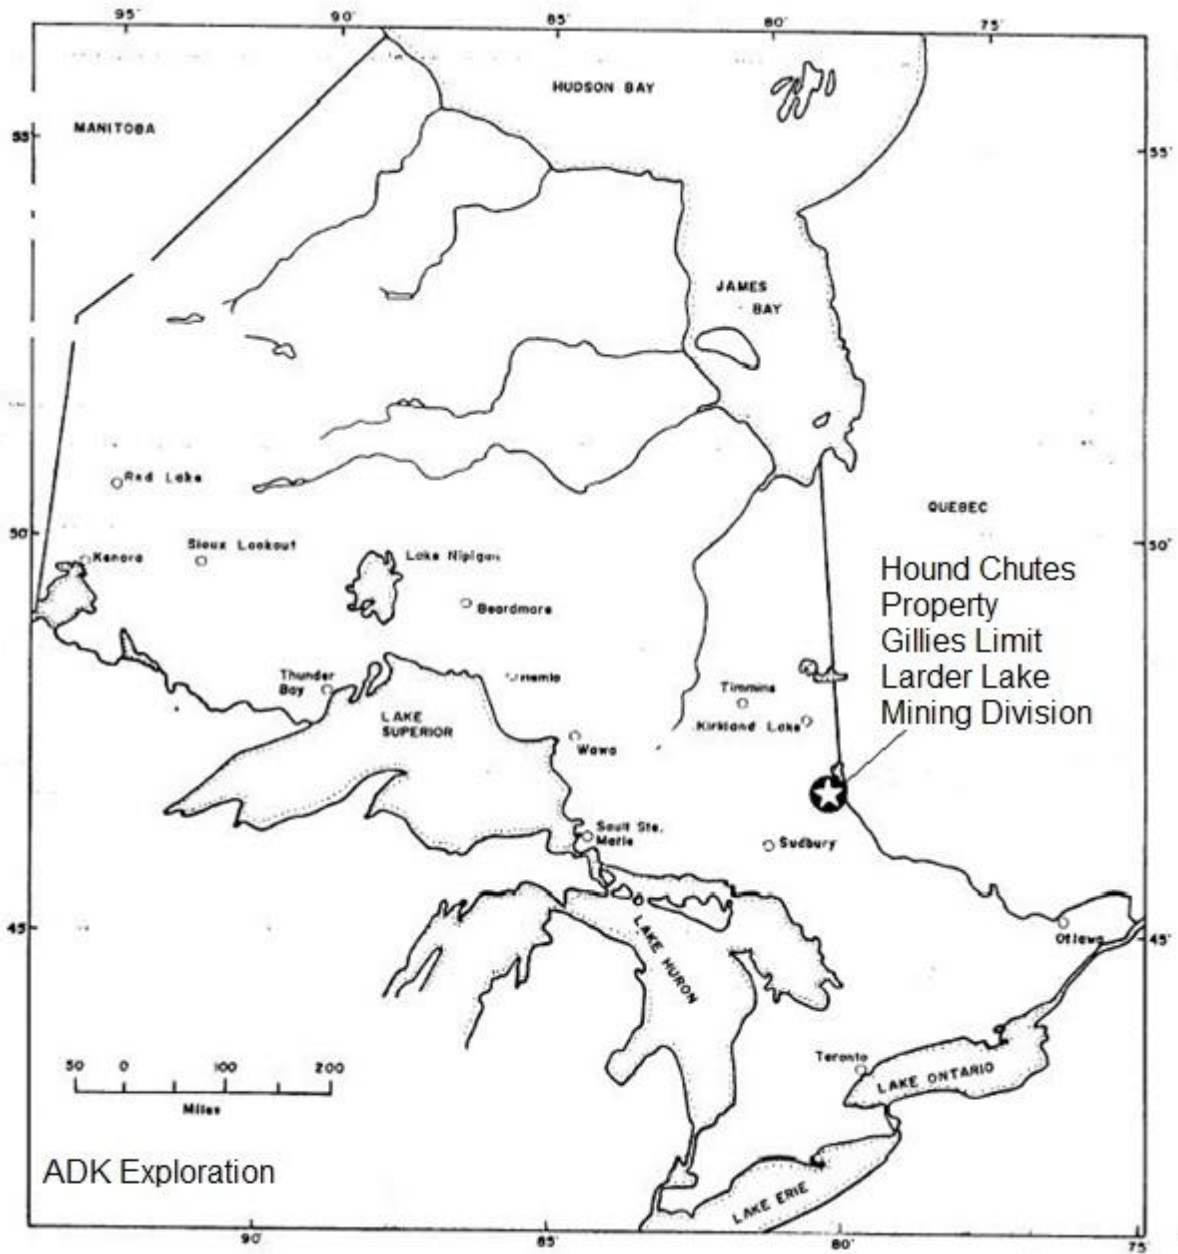 95'
90'
85'
80'
75'
HUDSON BAY
MANITOBA
55'
55'
JAMES
BAY
Red Lake
QUEBEC
50'
50'
Kenora
Sioux Lookout
Lake Nipigon
Beardmore
Hound Chutes
Property
Gillies Limit
Larder Lake
Mining Division
Thunder
Bay
Timmins
Kirkland Lake
LAKE
SUPERIOR
Wawa
Sault Ste.
Marie
Sudbury
45'
45'
Ottawa
LAKE HURON
Toronto
LAKE ONTARIO
50 0 100 200
Miles
ADK Exploration
LAKE ERIE
90'
85'
80'
75'